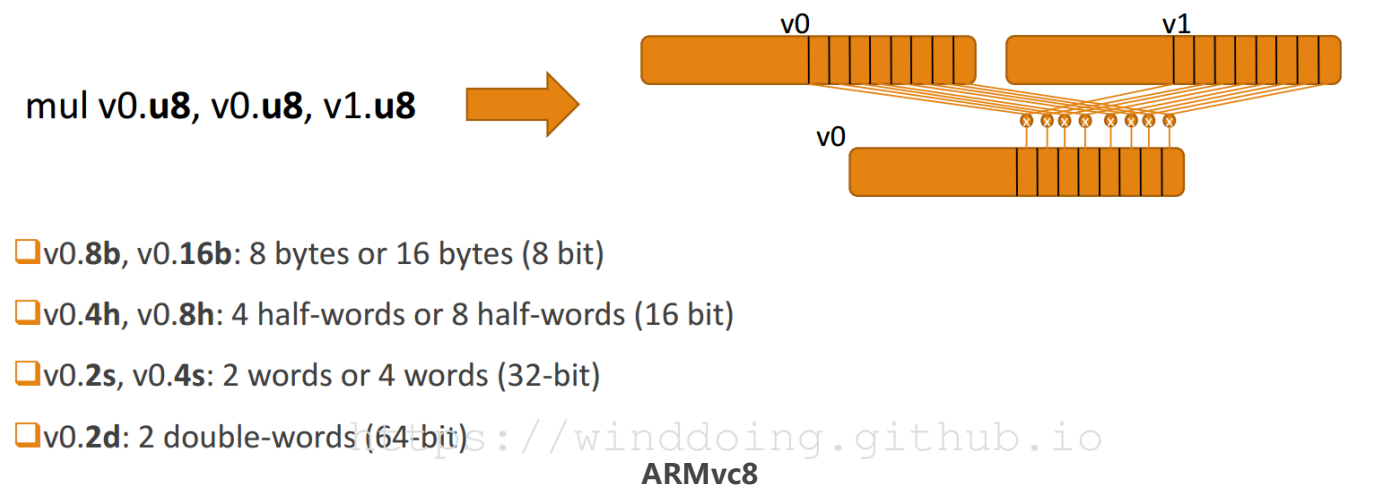 v0
v1
mul v0.u8, v0.u8, v1.u8
x x x x x x x x
v0
v0.8b, v0.16b: 8 bytes or 16 bytes (8 bit)
v0.4h, v0.8h: 4 half-words or 8 half-words (16 bit)
v0.2s, v0.4s: 2 words or 4 words (32-bit)
v0.2d: 2 double-words (64-bit)
https://winddoing.github.io
ARMvc8